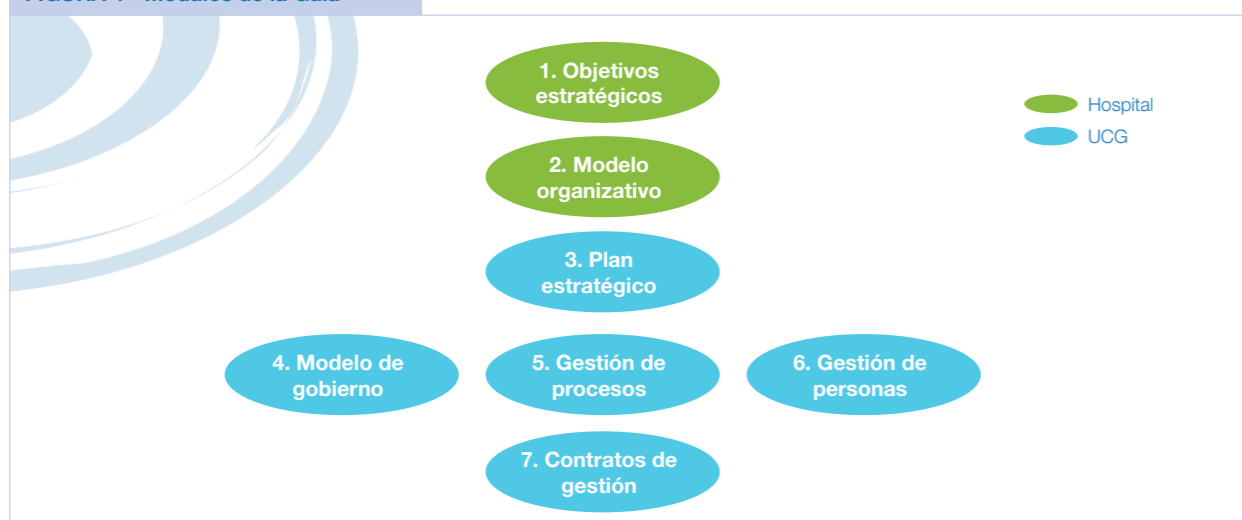 1. Objetivos
estratégicos
Hospital
UCG
2. Modelo
organizativo
3. Plan
estratégico
4. Modelo de
gobierno
5. Gestión de
procesos
6. Gestión de
personas
7. Contratos de
gestión